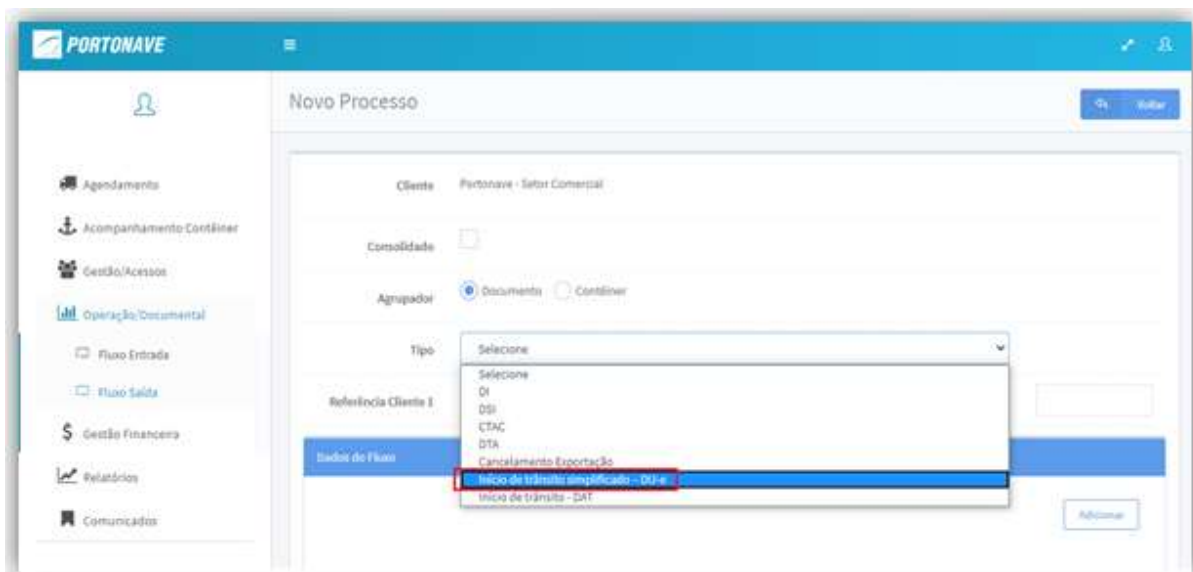 PORTONAVE
Novo Processo
Voltar
Agendamento
Acompanhamento Contêiner
Gestão/Acessos
Operação/Documental
Fluxo Entrada
Fluxo Saída
Gestão Financeira
Relatórios
Comunicados
Cliente Portonave - Setor Comercial
Consolidado
Agrupador Documento Contêiner
Tipo Selecione
Selecione
DI
DSI
CTAC
DTA
Cancelamento Exportação
Início de trânsito simplificado - DU-e
Início de trânsito - DAT
Referência Cliente 1
Dados do Fluxo
Adicionar